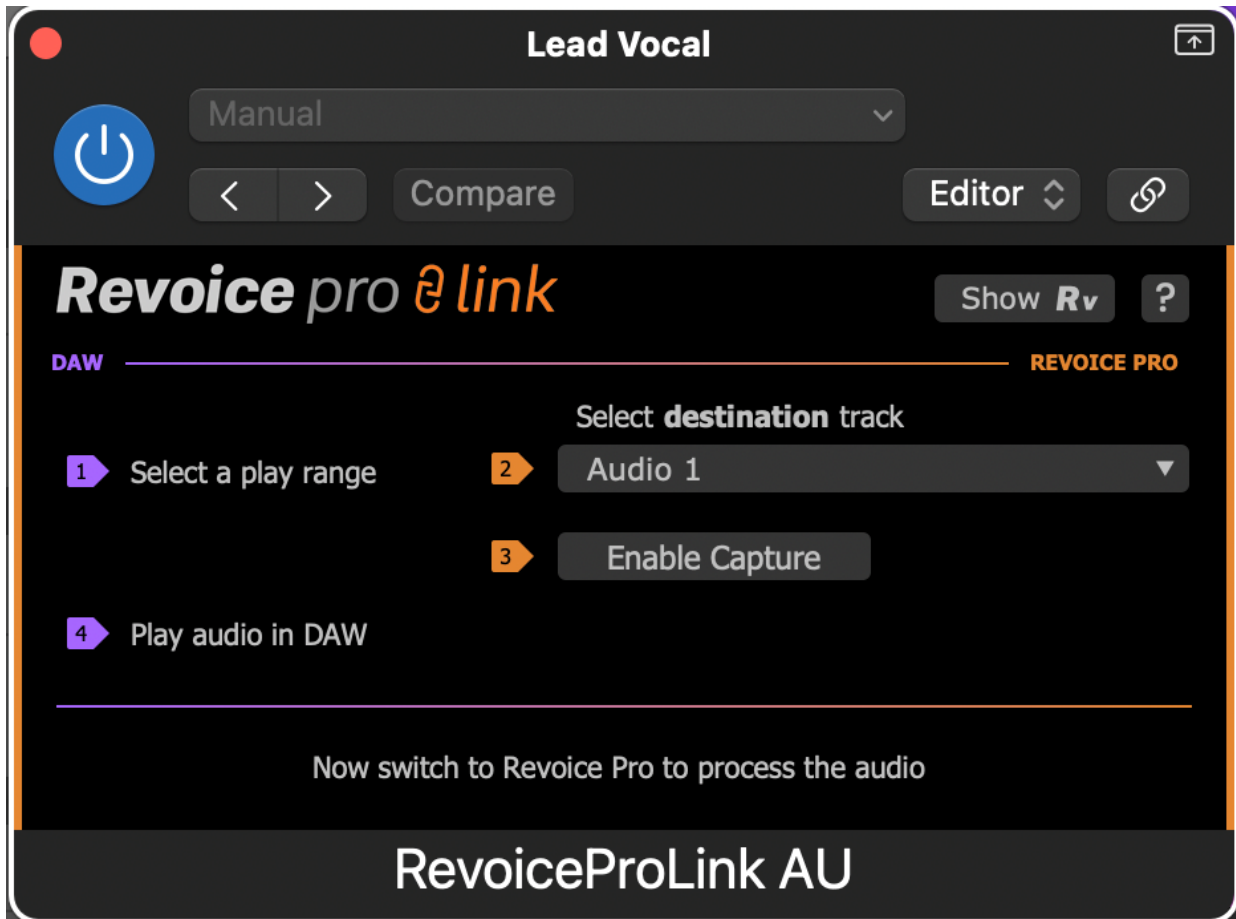 Lead Vocal
Manual
Compare
Editor
Revoice pro link
Show Rv ?
DAW
REVOICE PRO
Select destination track
1 Select a play range
2 Audio 1
3 Enable Capture
4 Play audio in DAW
Now switch to Revoice Pro to process the audio
RevoiceProLink AU